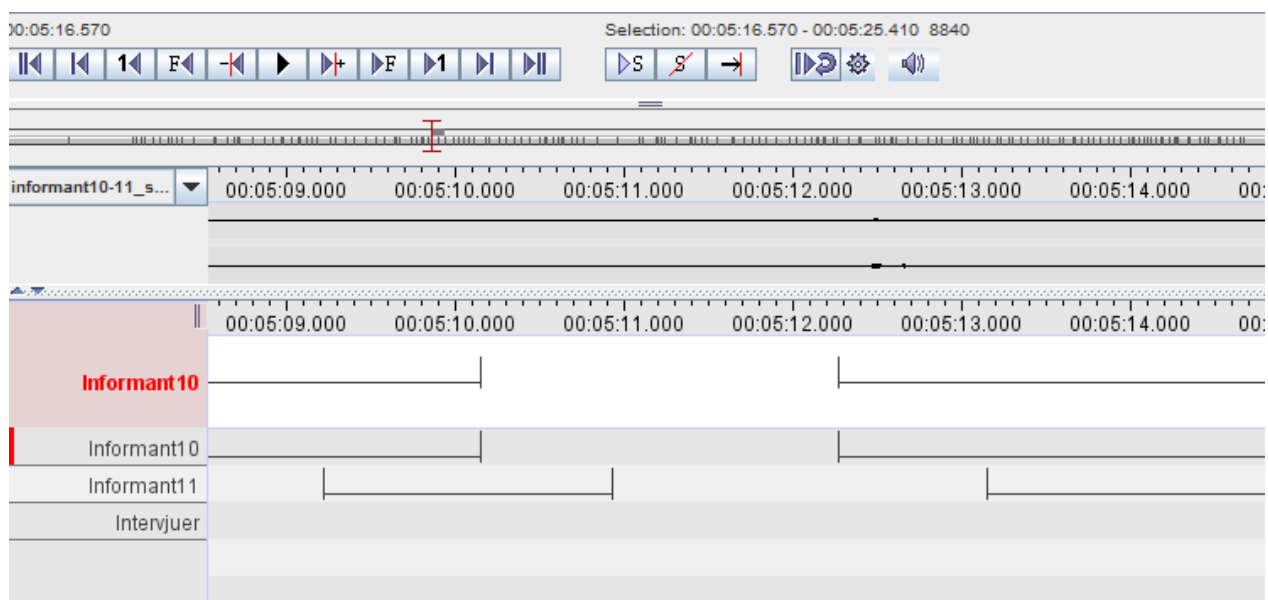 00:05:16.570 Selection: 00:05:16.570 - 00:05:25.410 8840
1 F - + F 1 S S
informant10-11_s... 00:05:09.000 00:05:10.000 00:05:11.000 00:05:12.000 00:05:13.000 00:05:14.000 00:
00:05:09.000 00:05:10.000 00:05:11.000 00:05:12.000 00:05:13.000 00:05:14.000 00:
Informant10
Informant10
Informant11
Intervjuer